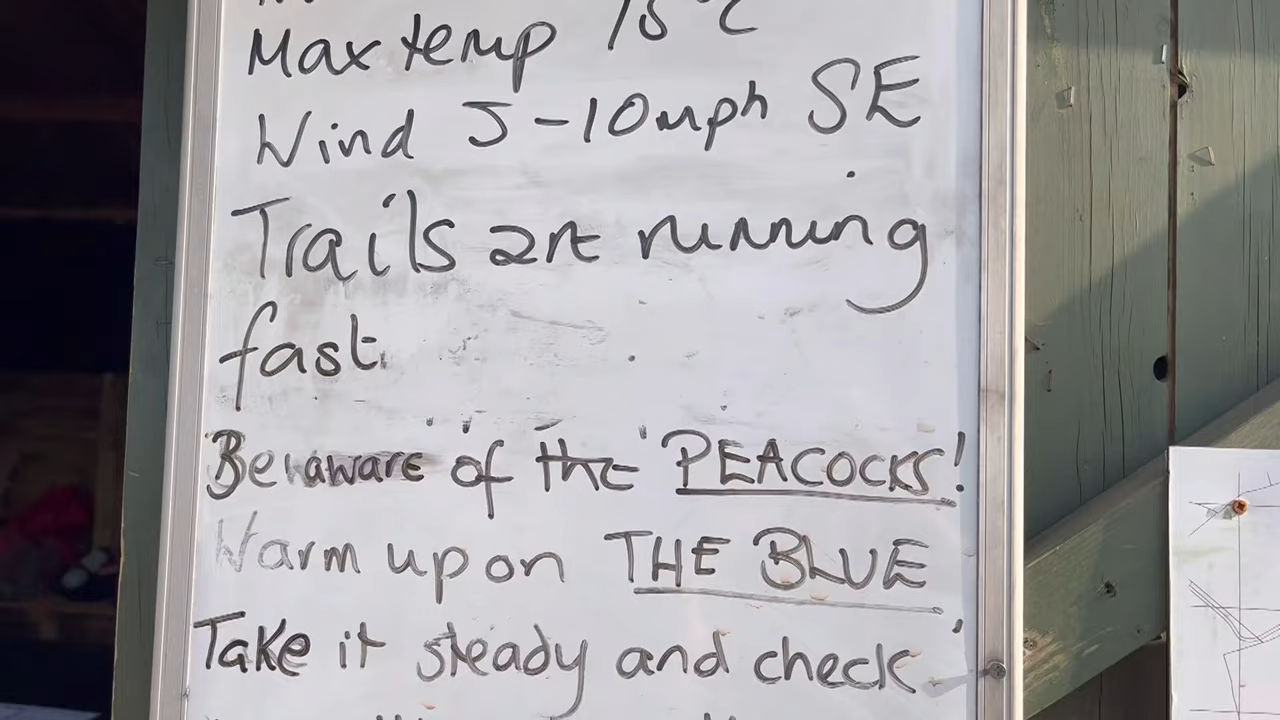 Max temp 15°C
Wind 5-10mph SE
Trails are running
fast.
Be aware of the PEACOCKS!
Warm up on THE BLUE
Take it steady and check